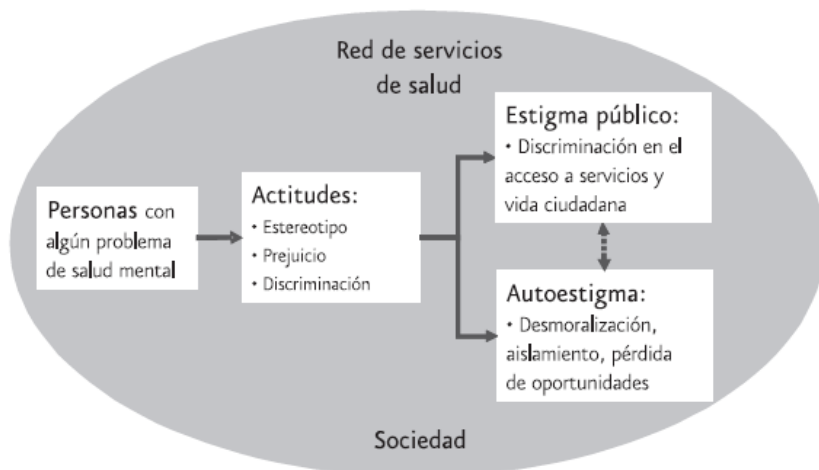 Red de servicios
de salud
Personas con
algún problema
de salud mental
Actitudes:
• Estereotipo
• Prejuicio
• Discriminación
Estigma público:
• Discriminación en el
acceso a servicios y
vida ciudadana
Autoestigma:
• Desmoralización,
aislamiento, pérdida
de oportunidades
Sociedad